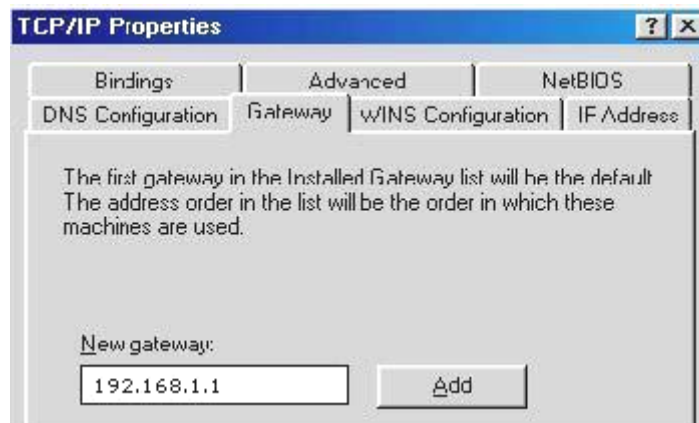 TCP/IP Properties
? X
Bindings Advanced NetBIOS
DNS Configuration Gateway WINS Configuration IP Address
The first gateway in the Installed Gateway list will be the default.
The address order in the list will be the order in which these
machines are used.
New gateway:
192.168.1.1 Add